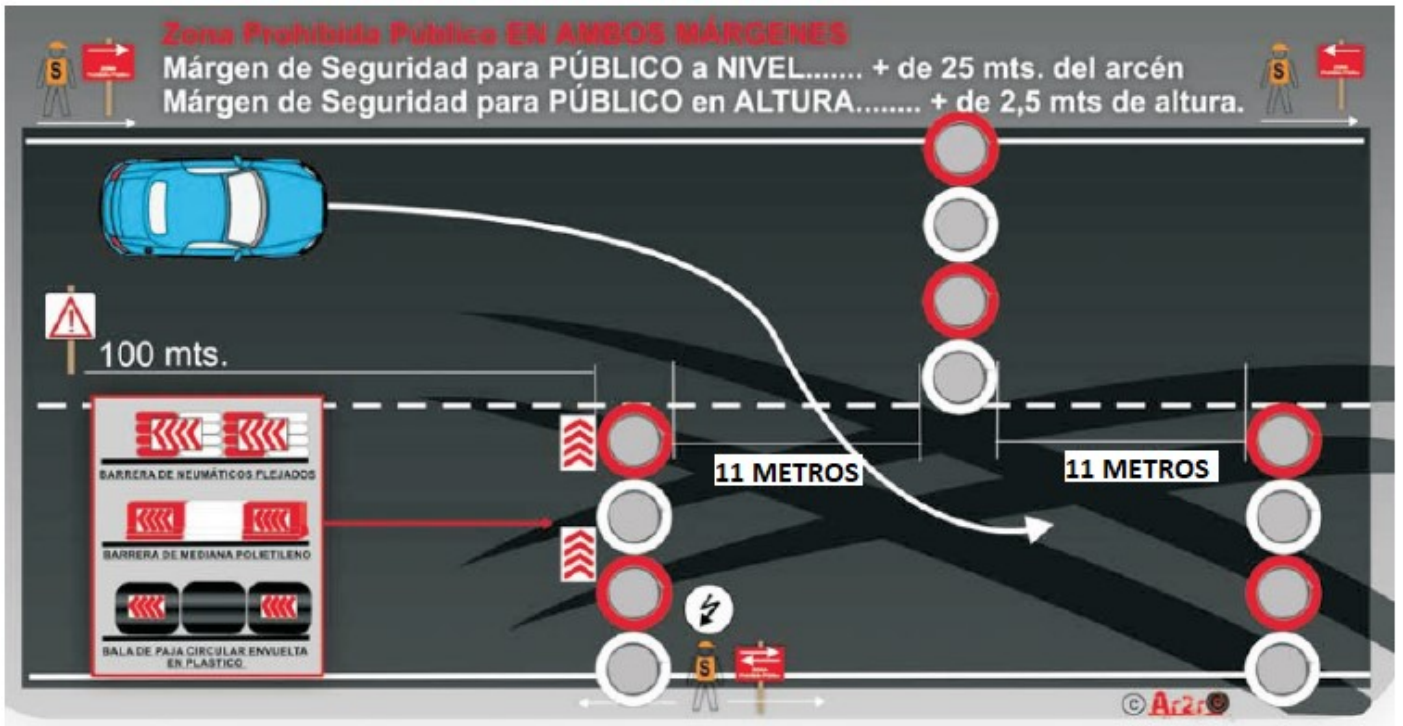 Zona Prohibida Público EN AMBOS MÁRGENES
Márgen de Seguridad para PÚBLICO a NIVEL....... + de 25 mts. del arcén
Márgen de Seguridad para PÚBLICO en ALTURA........ + de 2,5 mts de altura.
S
S
100 mts.
BARRERA DE NEUMÁTICOS FLEJADOS
BARRERA DE MEDIANA POLIETILENO
BALA DE PAJA CIRCULAR ENVUELTA
EN PLASTICO
11 METROS
11 METROS
S
© Ar2r